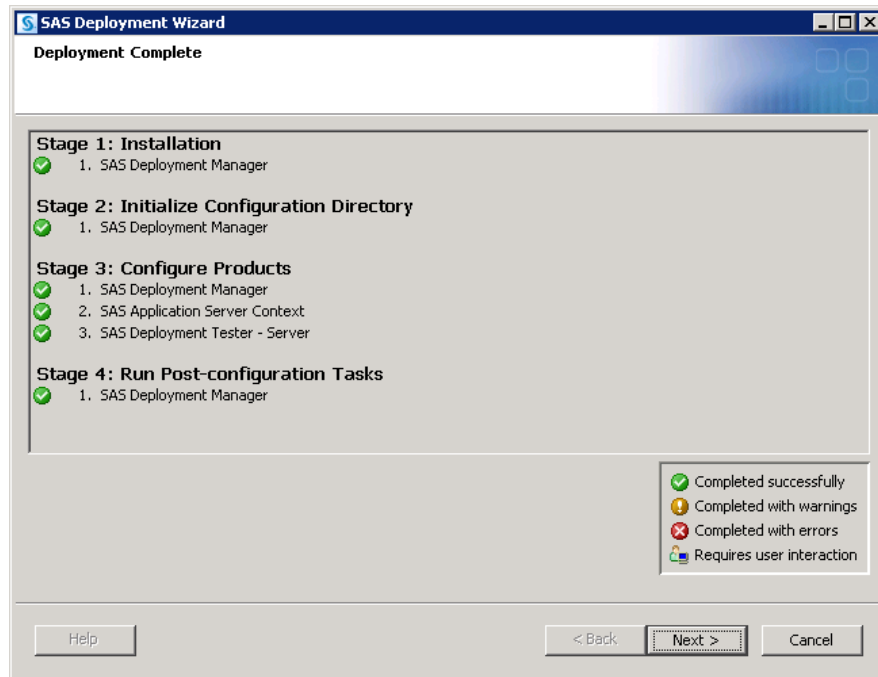 SAS Deployment Wizard
Deployment Complete
Stage 1: Installation
1. SAS Deployment Manager
Stage 2: Initialize Configuration Directory
1. SAS Deployment Manager
Stage 3: Configure Products
1. SAS Deployment Manager
2. SAS Application Server Context
3. SAS Deployment Tester - Server
Stage 4: Run Post-configuration Tasks
1. SAS Deployment Manager
Completed successfully
Completed with warnings
Completed with errors
Requires user interaction
Help < Back Next > Cancel